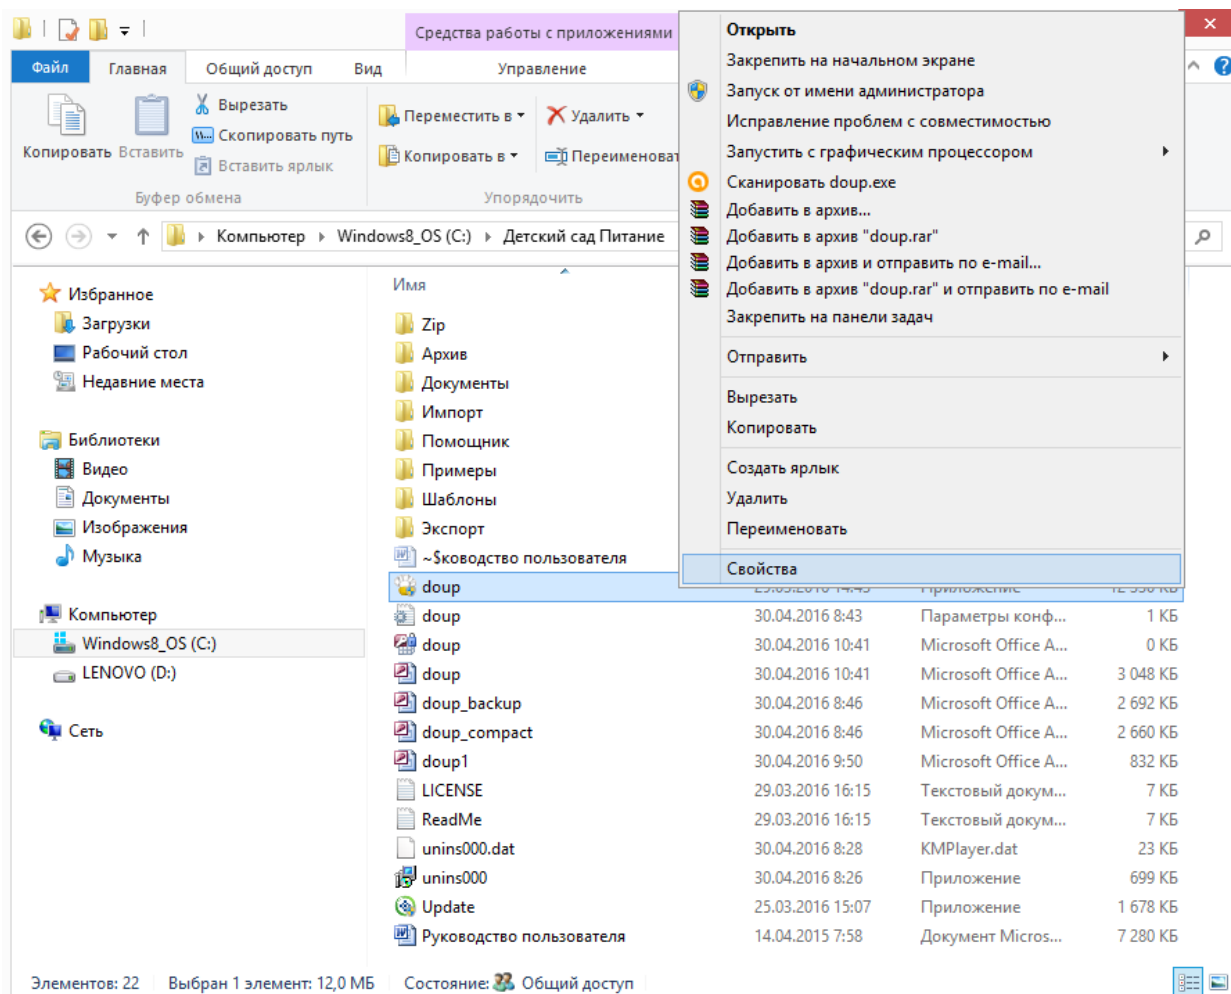 Средства работы с приложениями
Файл Главная Общий доступ Вид Управление
Копировать Вставить
Вырезать
Скопировать путь
Вставить ярлык
Буфер обмена
Переместить в
Копировать в
Удалить
Переименоват
Упорядочить
Компьютер Windows8_OS (C:) Детский сад Питание
Избранное
Загрузки
Рабочий стол
Недавние места
Библиотеки
Видео
Документы
Изображения
Музыка
Компьютер
Windows8_OS (C:)
LENOVO (D:)
Сеть
Имя
Zip
Архив
Документы
Импорт
Помощник
Примеры
Шаблоны
Экспорт
~$ководство пользователя
doup
doup 30.04.2016 8:43 Параметры конф... 1 КБ
doup 30.04.2016 10:41 Microsoft Office A... 0 КБ
doup 30.04.2016 10:41 Microsoft Office A... 3 048 КБ
doup_backup 30.04.2016 8:46 Microsoft Office A... 2 692 КБ
doup_compact 30.04.2016 8:46 Microsoft Office A... 2 660 КБ
doup1 30.04.2016 9:50 Microsoft Office A... 832 КБ
LICENSE 29.03.2016 16:15 Текстовый докум... 7 КБ
ReadMe 29.03.2016 16:15 Текстовый докум... 7 КБ
unins000.dat 30.04.2016 8:28 KMPlayer.dat 23 КБ
unins000 30.04.2016 8:26 Приложение 699 КБ
Update 25.03.2016 15:07 Приложение 1 678 КБ
Руководство пользователя 14.04.2015 7:58 Документ Micros... 7 280 КБ
Открыть
Закрепить на начальном экране
Запуск от имени администратора
Исправление проблем с совместимостью
Запустить с графическим процессором
Сканировать doup.exe
Добавить в архив...
Добавить в архив "doup.rar"
Добавить в архив и отправить по e-mail...
Добавить в архив "doup.rar" и отправить по e-mail
Закрепить на панели задач
Отправить
Вырезать
Копировать
Создать ярлык
Удалить
Переименовать
Свойства
Элементов: 22 Выбран 1 элемент: 12,0 МБ Состояние: Общий доступ